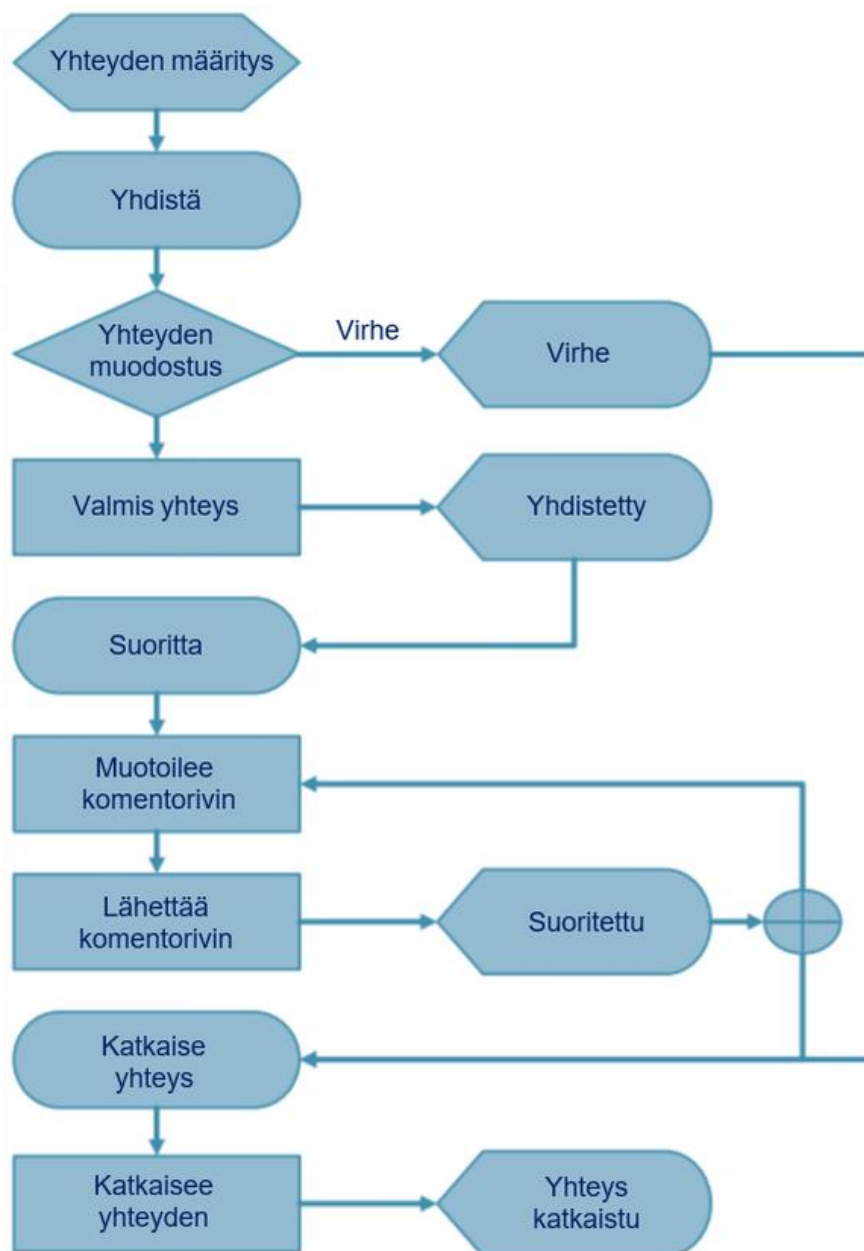 Yhteyden määritys
Yhdistä
Yhteyden
muodostus
Virhe
Virhe
Valmis yhteys
Yhdistetty
Suoritta
Muotoilee
komentorivin
Lähettää
komentorivin
Suoritettu
Katkaise
yhteys
Katkaisee
yhteyden
Yhteys
katkaistu